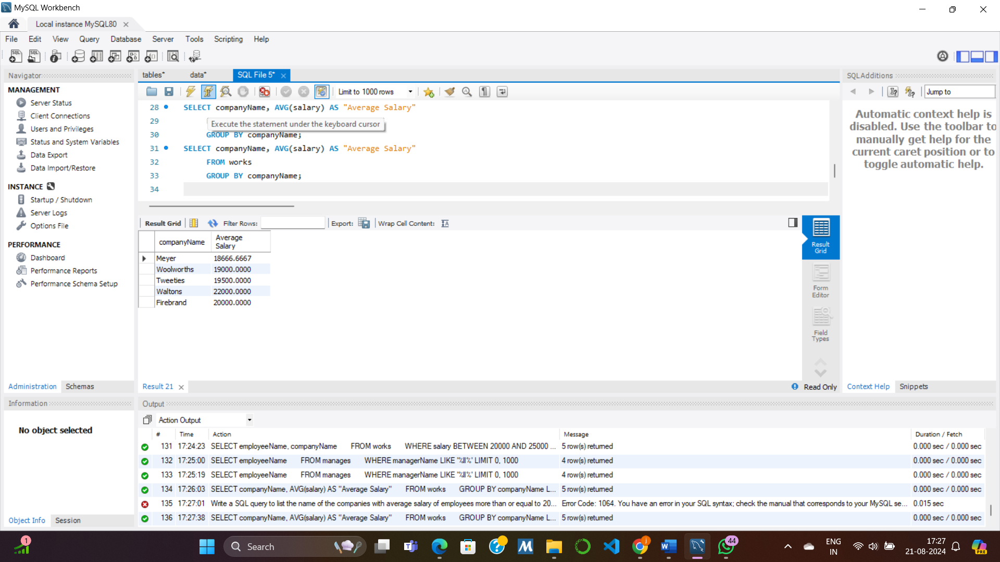 MySQL Workbench
Local instance MySQL80
File Edit View Query Database Server Tools Scripting Help
Navigator
MANAGEMENT
Server Status
Client Connections
Users and Privileges
Status and System Variables
Data Export
Data Import/Restore
INSTANCE
Startup / Shutdown
Server Logs
Options File
PERFORMANCE
Dashboard
Performance Reports
Performance Schema Setup
Administration Schemas
Information
No object selected
Object Info Session
tables* data* SQL File 5*
Limit to 1000 rows
28 SELECT companyName, AVG(salary) AS "Average Salary"
29
Execute the statement under the keyboard cursor
30 GROUP BY companyName;
31 SELECT companyName, AVG(salary) AS "Average Salary"
32 FROM works
33 GROUP BY companyName;
34
Result Grid Filter Rows: Export: Wrap Cell Content:
companyName Average Salary
Meyer 18666.6667
Woolworths 19000.0000
Tweeties 19500.0000
Waltons 22000.0000
Firebrand 20000.0000
Result Grid
Form Editor
Field Types
Result 21 Read Only
SQLAdditions
Jump to
Automatic context help is
disabled. Use the toolbar to
manually get help for the
current caret position or to
toggle automatic help.
Context Help Snippets
Output
Action Output
# Time Action Message Duration / Fetch
131 17:24:23 SELECT employeeName, companyName FROM works WHERE salary BETWEEN 20000 AND 25000 ... 5 row(s) returned 0.000 sec / 0.000 sec
132 17:25:00 SELECT employeeName FROM manages WHERE managerName LIKE '%ll%' LIMIT 0, 1000 4 row(s) returned 0.000 sec / 0.000 sec
133 17:25:19 SELECT employeeName FROM manages WHERE managerName LIKE '%ll%' LIMIT 0, 1000 4 row(s) returned 0.000 sec / 0.000 sec
134 17:26:03 SELECT companyName, AVG(salary) AS "Average Salary" FROM works GROUP BY companyName L... 5 row(s) returned 0.000 sec / 0.000 sec
135 17:27:01 Write a SQL query to list the name of the companies with average salary of employees more than or equal to 20... Error Code: 1064. You have an error in your SQL syntax; check the manual that corresponds to your MySQL se... 0.015 sec
136 17:27:38 SELECT companyName, AVG(salary) AS "Average Salary" FROM works GROUP BY companyName L... 5 row(s) returned 0.000 sec / 0.000 sec
1
Search
j
44
ENG
IN
17:27
21-08-2024
PRE